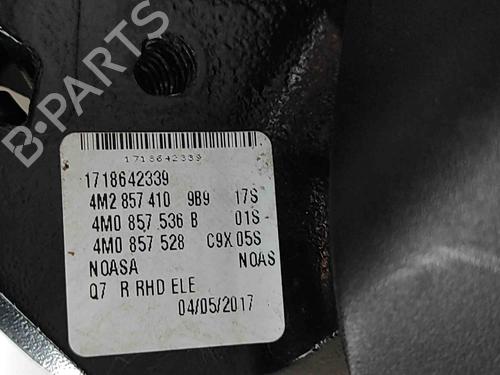 B-PARTS
1718642339
1718642339
4M2 857 410 9B9 17S
4M0 857 536 B 01S
4M0 857 528 C9X 05S
NOASA NOAS
Q7 R RHD ELE
04/05/2017